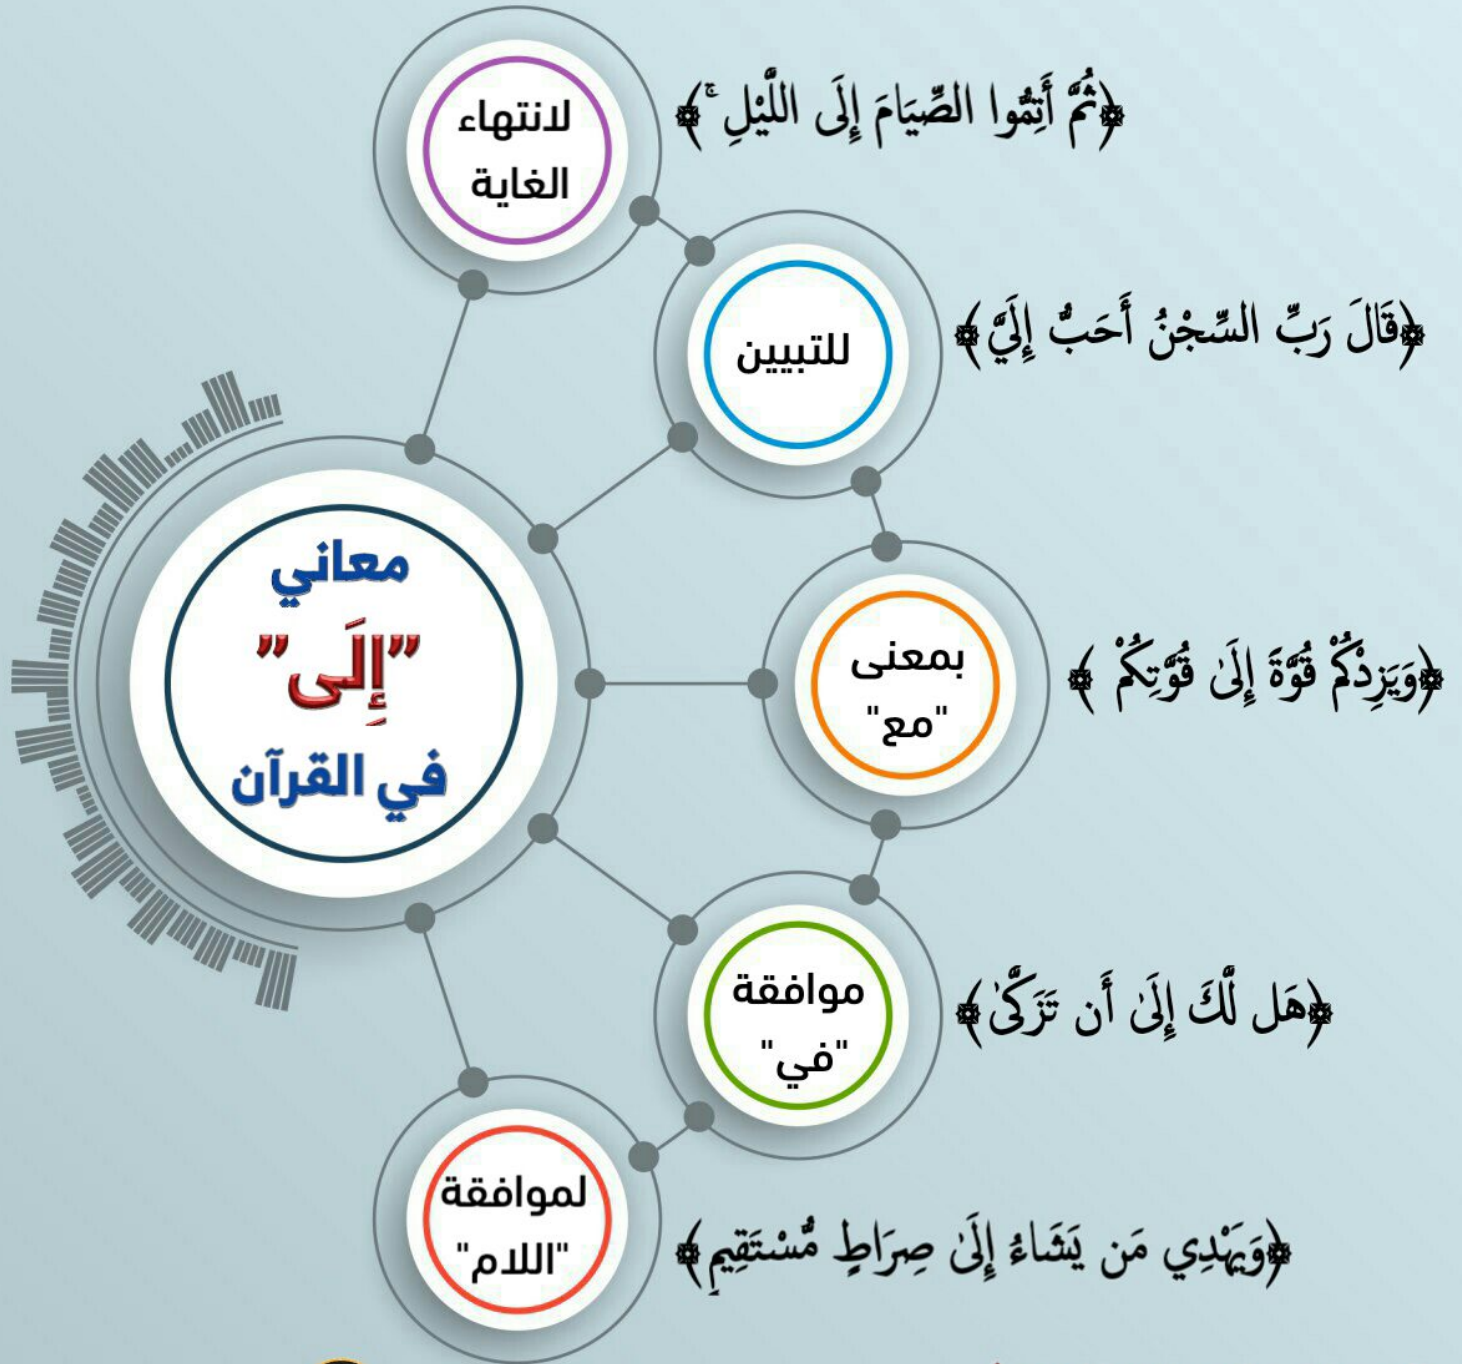 معاني
"إِلَى"
في القرآن
لانتهاء
الغاية
﴿ثُمَّ أَتِمُّوا الصِّيَامَ إِلَى اللَّيْلِ ۚ﴾
للتبيين
﴿قَالَ رَبِّ السِّجْنُ أَحَبُّ إِلَيَّ﴾
بمعنى
"مع"
﴿وَيَزِدْكُمْ قُوَّةً إِلَىٰ قُوَّتِكُمْ ﴾
موافقة
"في"
﴿هَل لَّكَ إِلَىٰ أَن تَزَكَّىٰ﴾
لموافقة
"اللام"
﴿وَيَهْدِي مَن يَشَاءُ إِلَىٰ صِرَاطٍ مُّسْتَقِيمٍ﴾